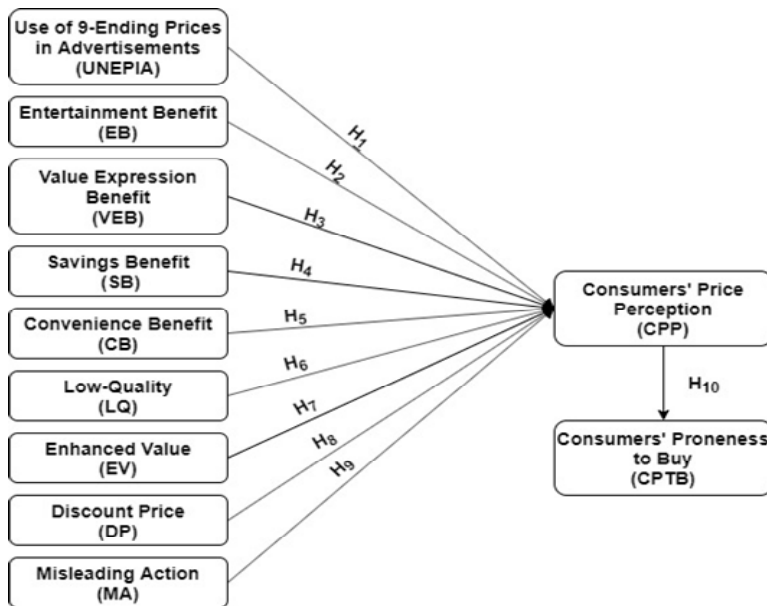 Use of 9-Ending Prices
in Advertisements
(UNEPIA)
Entertainment Benefit
(EB)
Value Expression
Benefit
(VEB)
Savings Benefit
(SB)
Convenience Benefit
(CB)
Low-Quality
(LQ)
Enhanced Value
(EV)
Discount Price
(DP)
Misleading Action
(MA)
H1
H2
H3
H4
H5
H6
H7
H8
H9
Consumers' Price
Perception
(CPP)
H10
Consumers' Proneness
to Buy
(CPTB)